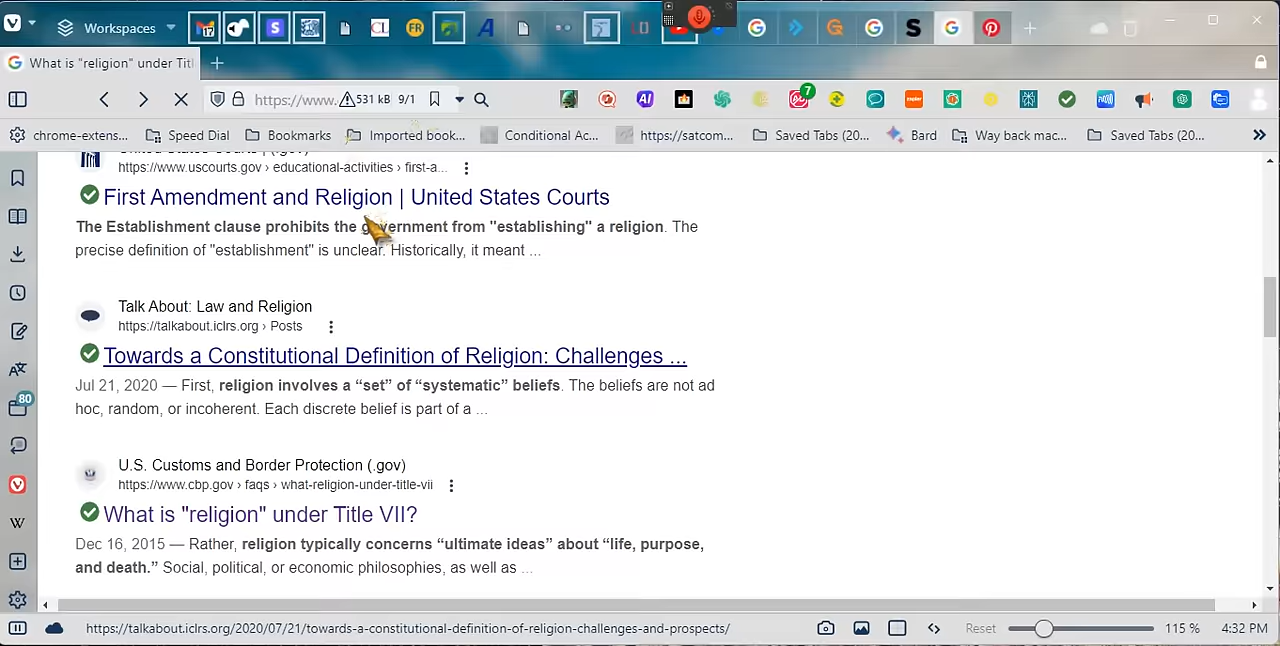 Workspaces
CL
FR
What is "religion" under Titl
https://www. 531 kB 9/1
7
chrome-extens...
Speed Dial
Bookmarks
Imported book...
Conditional Ac...
https://satcom...
Saved Tabs (20...
Bard
Way back mac...
Saved Tabs (20...
https://www.uscourts.gov › educational-activities › first-a...
First Amendment and Religion | United States Courts
The Establishment clause prohibits the government from "establishing" a religion. The
precise definition of "establishment" is unclear. Historically, it meant ...
Talk About: Law and Religion
https://talkabout.iclrs.org › Posts
Towards a Constitutional Definition of Religion: Challenges ...
Jul 21, 2020 — First, religion involves a “set” of “systematic” beliefs. The beliefs are not ad
hoc, random, or incoherent. Each discrete belief is part of a ...
80
U.S. Customs and Border Protection (.gov)
https://www.cbp.gov › faqs › what-religion-under-title-vii
What is "religion" under Title VII?
Dec 16, 2015 — Rather, religion typically concerns “ultimate ideas” about “life, purpose,
and death.” Social, political, or economic philosophies, as well as ...
https://talkabout.iclrs.org/2020/07/21/towards-a-constitutional-definition-of-religion-challenges-and-prospects/
Reset
115 %
4:32 PM